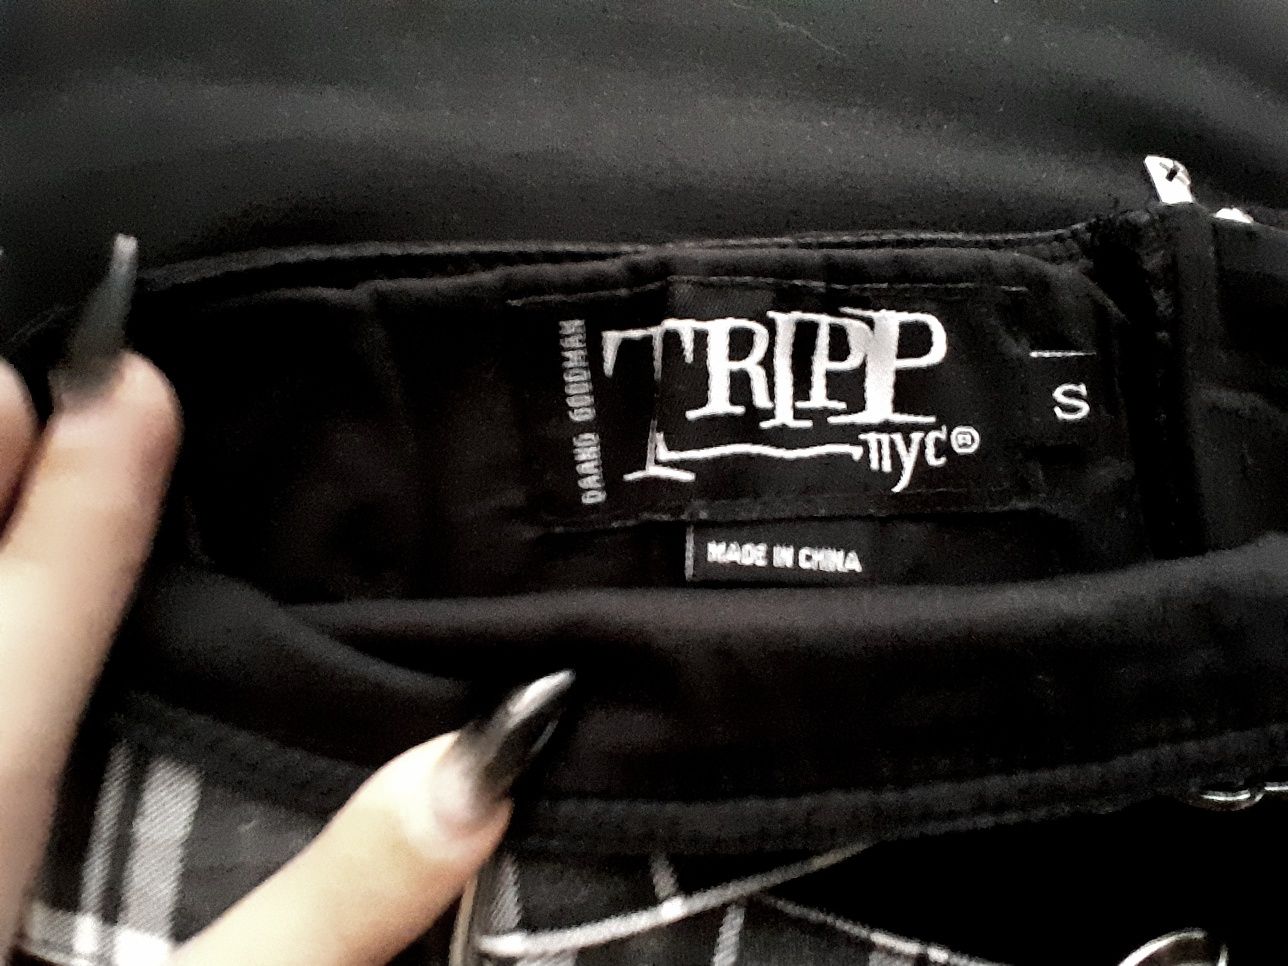 DAANG GOODMAN
TRIPP
nyc®
S
MADE IN CHINA